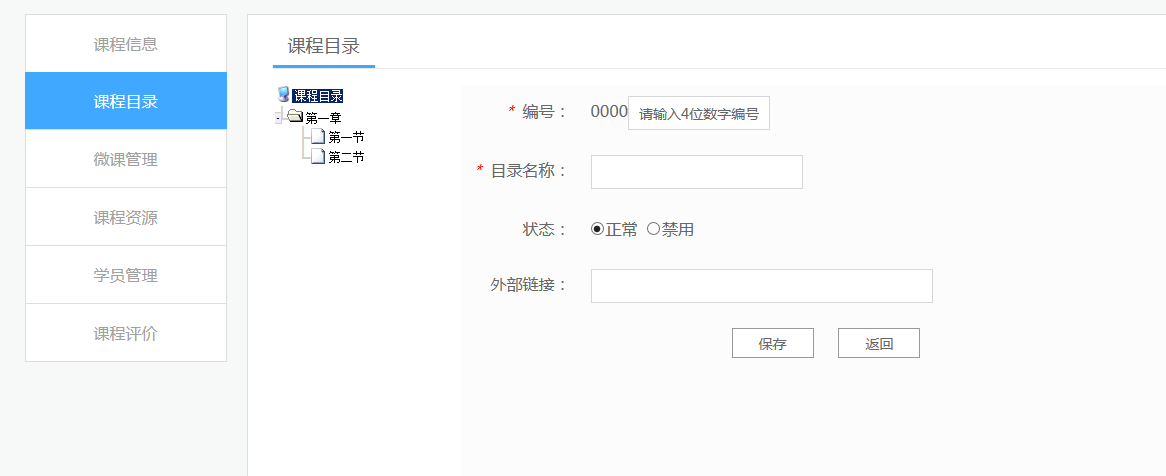 课程信息
课程目录
微课管理
课程资源
学员管理
课程评价
课程目录
课程目录
第一章
第一节
第二节
* 编号： 0000 请输入4位数字编号
* 目录名称：
状态： 正常 禁用
外部链接：
保存 返回